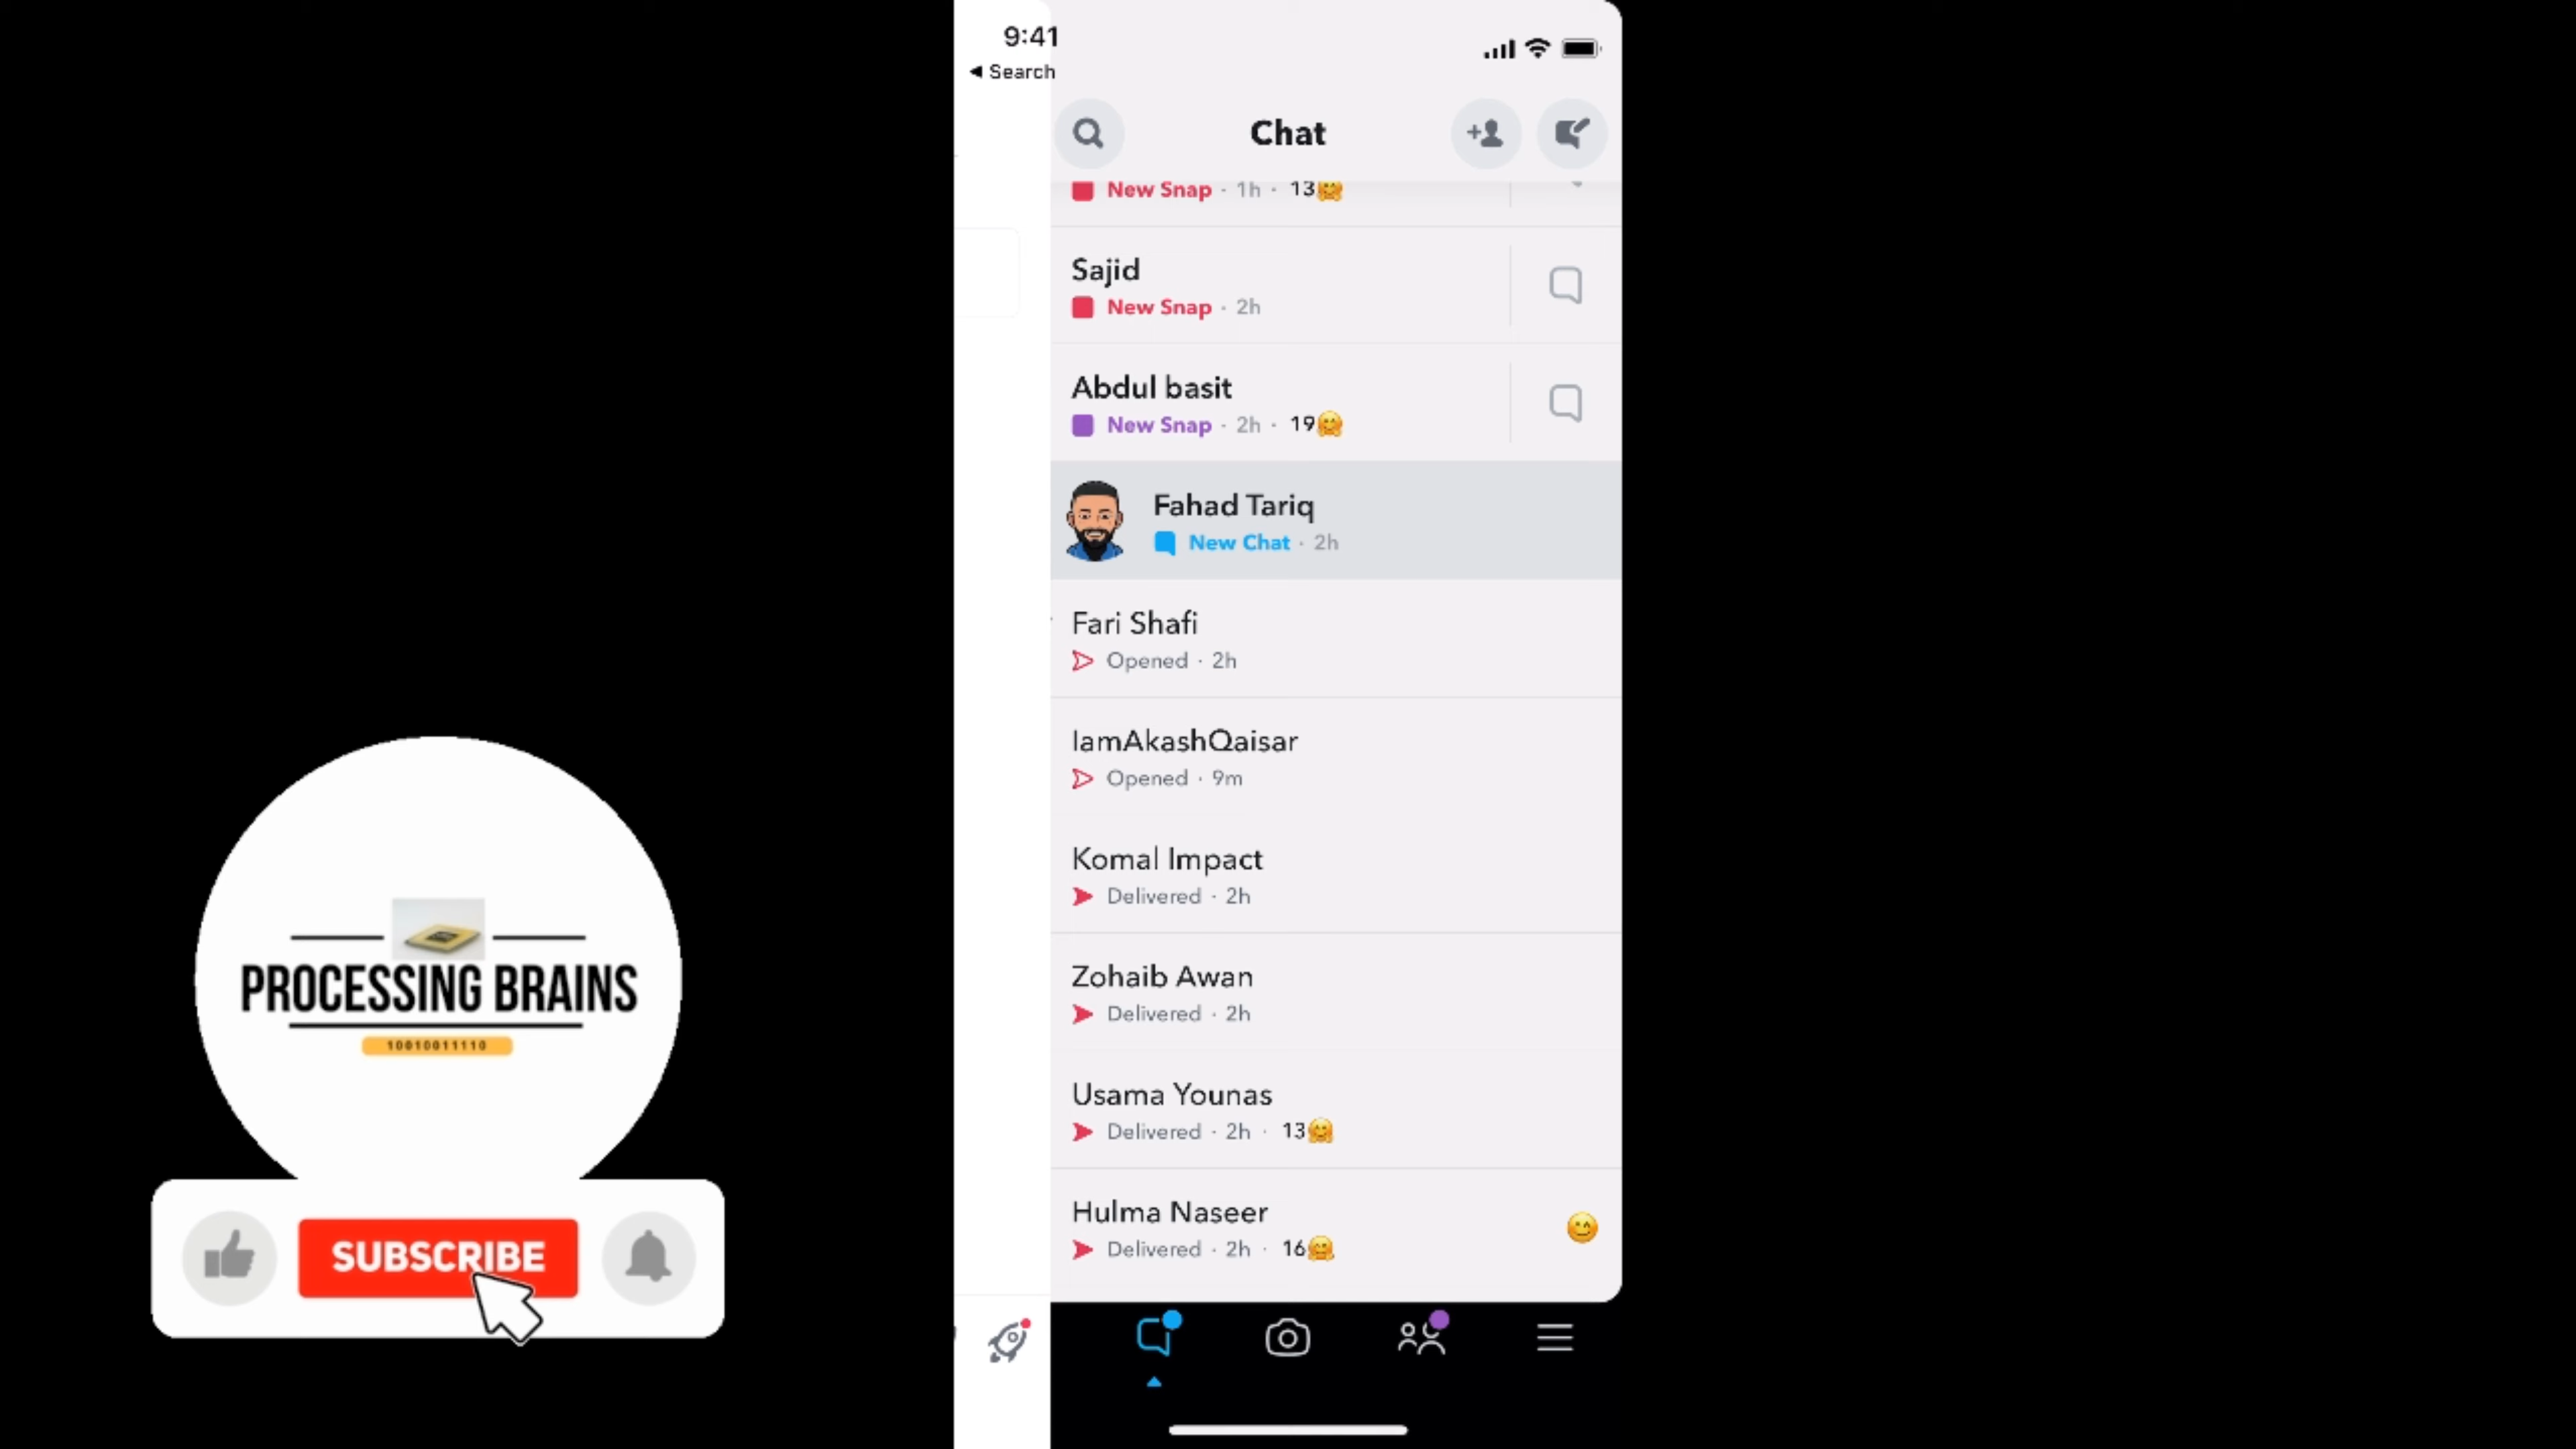 9:41
Search
Chat
New Snap · 1h · 13🤗
Sajid
New Snap · 2h
Abdul basit
New Snap · 2h · 19🤗
Fahad Tariq
New Chat · 2h
Fari Shafi
Opened · 2h
IamAkashQaisar
Opened · 9m
Komal Impact
Delivered · 2h
Zohaib Awan
Delivered · 2h
Usama Younas
Delivered · 2h · 13🤗
Hulma Naseer
Delivered · 2h · 16🤗
PROCESSING BRAINS
10010011110
SUBSCRIBE